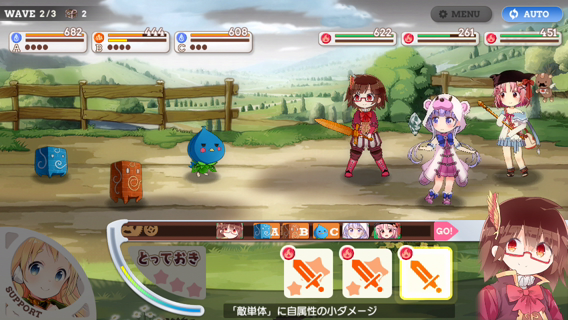 WAVE 2/3 2
MENU
AUTO
682 444 608 622 261 451
A B C
A B C GO!
とっておき
SUPPORT
「敵単体」に自属性の小ダメージ